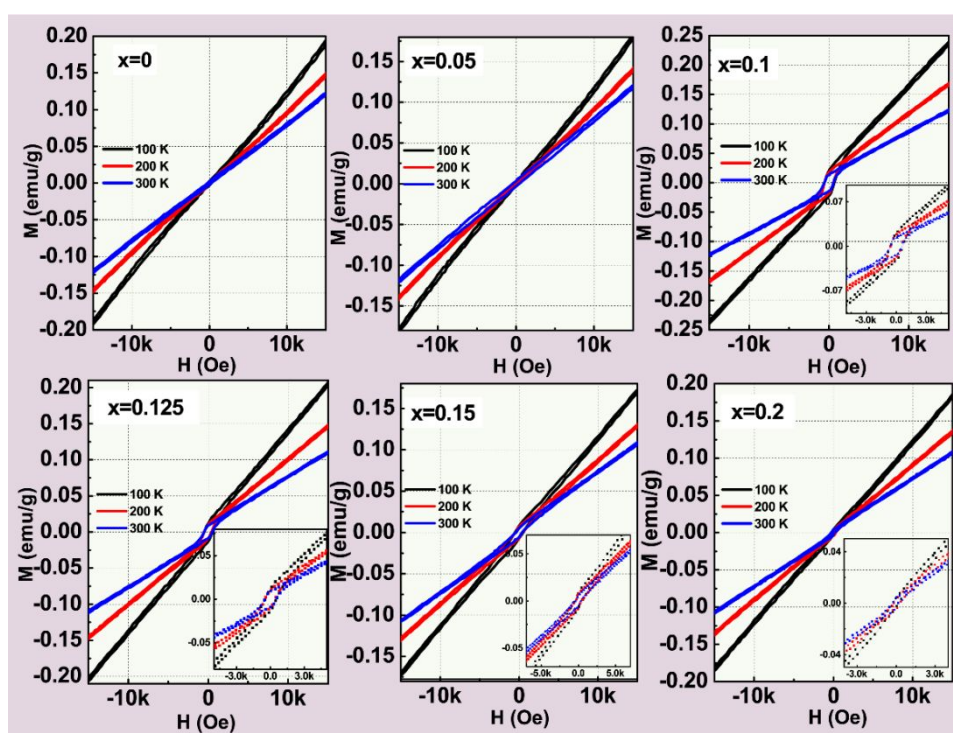 x=0
0.20
0.15
0.10
0.05
0.00
-0.05
-0.10
-0.15
-0.20
M (emu/g)
100 K
200 K
300 K
-10k 0 10k
H (Oe)
x=0.05
0.15
0.10
0.05
0.00
-0.05
-0.10
-0.15
M (emu/g)
100 K
200 K
300 K
-10k 0 10k
H (Oe)
x=0.1
0.25
0.20
0.15
0.10
0.05
0.00
-0.05
-0.10
-0.15
-0.20
-0.25
M (emu/g)
100 K
200 K
300 K
0.07
0.00
-0.07
-3.0k 0.0 3.0k
-10k 0 10k
H (Oe)
x=0.125
0.20
0.15
0.10
0.05
0.00
-0.05
-0.10
-0.15
-0.20
M (emu/g)
100 K
200 K
300 K
0.05
0.00
-0.05
-3.0k 0.0 3.0k
-10k 0 10k
H (Oe)
x=0.15
0.15
0.10
0.05
0.00
-0.05
-0.10
-0.15
M (emu/g)
100 K
200 K
300 K
0.05
0.00
-0.05
-5.0k 0.0 5.0k
-10k 0 10k
H (Oe)
x=0.2
0.20
0.15
0.10
0.05
0.00
-0.05
-0.10
-0.15
-0.20
M (emu/g)
100 K
200 K
300 K
0.04
0.00
-0.04
-3.0k 0.0 3.0k
-10k 0 10k
H (Oe)